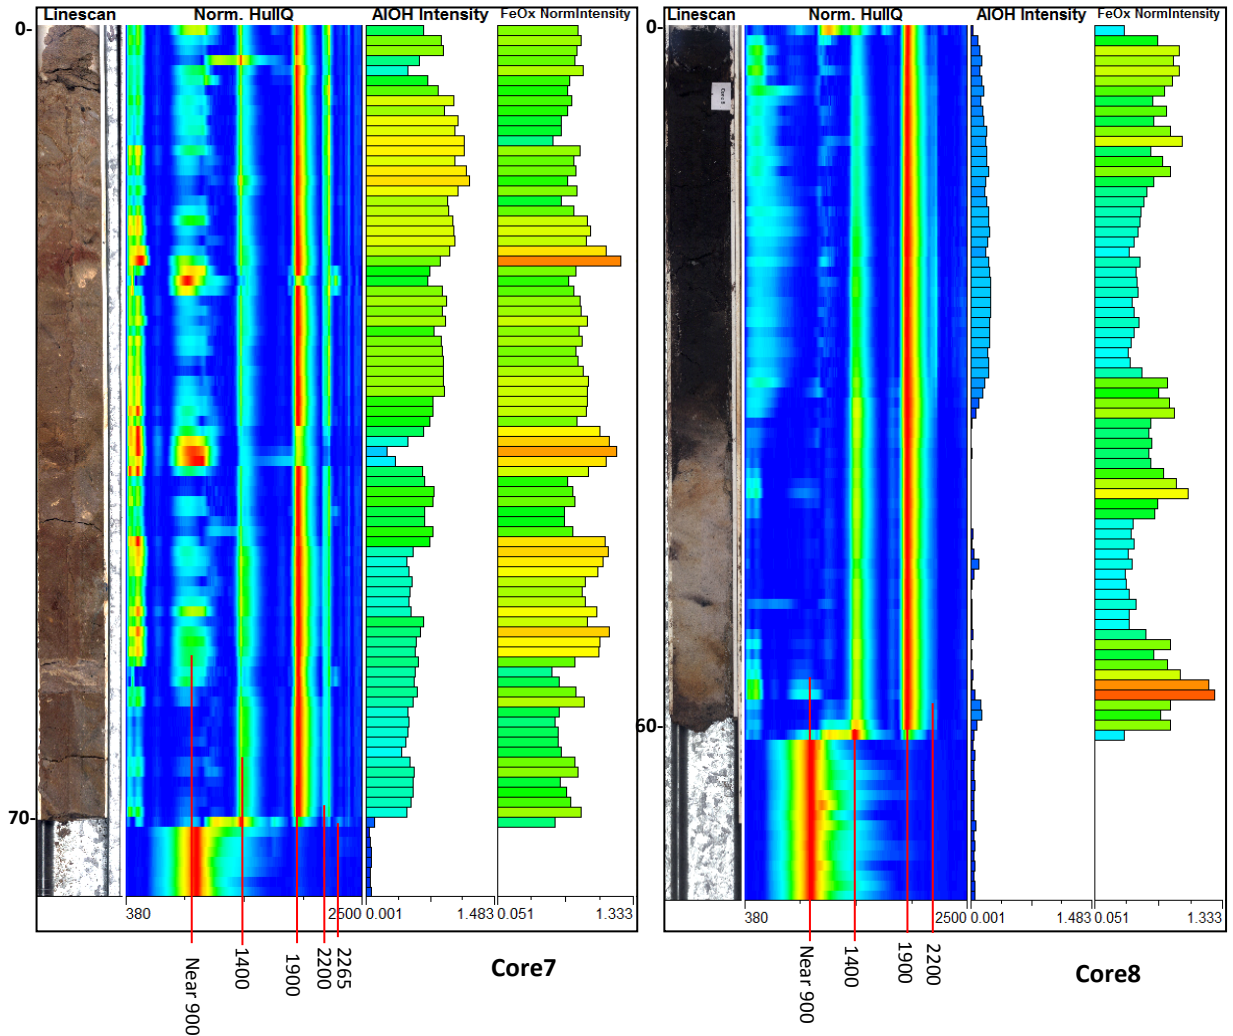 Linescan Norm. HullQ AlOH Intensity FeOx NormIntensity
0-
70-
380 2500 0.001 1.483 0.051 1.333
Near 900
1400
1900
2200
2265
Core7
Linescan Norm. HullQ AlOH Intensity FeOx NormIntensity
0-
Core 8
60-
380 2500 0.001 1.483 0.051 1.333
Near 900
1400
1900
2200
Core8